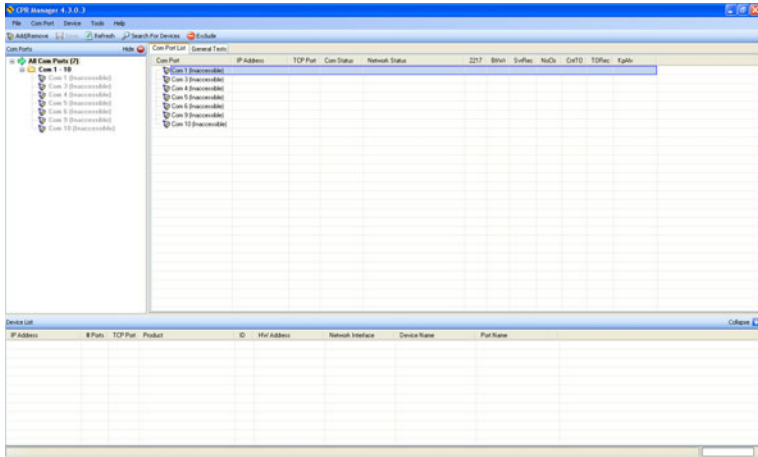 CPR Manager 4.3.0.3
File Com Port Device Tools Help
Add/Remove Save Refresh Search For Devices Exclude
Com Ports Hide
Com Port List General Tests
All Com Ports (7)
Com 1 - 10
Com 1 (Inaccessible)
Com 3 (Inaccessible)
Com 4 (Inaccessible)
Com 5 (Inaccessible)
Com 6 (Inaccessible)
Com 9 (Inaccessible)
Com 10 (Inaccessible)
Com Port IP Address TCP Port Com Status Network Status 2217 BWvt SvrRec NoCls CnlTO TORec KpAlv
Com 1 (Inaccessible)
Com 3 (Inaccessible)
Com 4 (Inaccessible)
Com 5 (Inaccessible)
Com 6 (Inaccessible)
Com 9 (Inaccessible)
Com 10 (Inaccessible)
Device List Collapse
IP Address # Ports TCP Port Product ID HW Address Network Interface Device Name Port Name